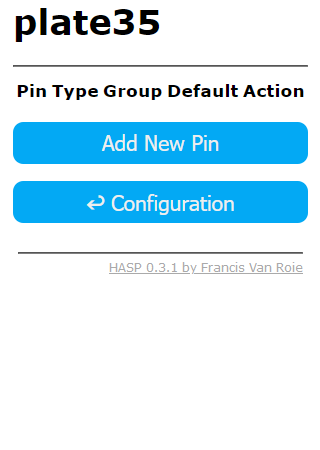 plate35
Pin Type Group Default Action
Add New Pin
↩ Configuration
HASP 0.3.1 by Francis Van Roie